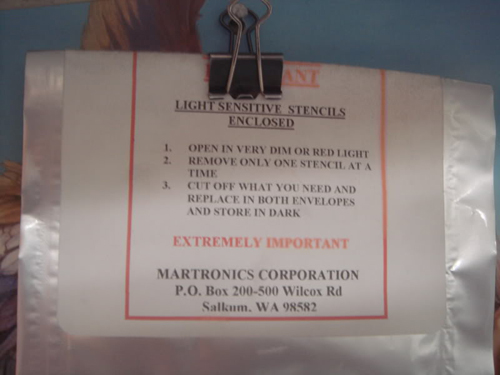 LIGHT SENSITIVE STENCILS
ENCLOSED
1. OPEN IN VERY DIM OR RED LIGHT
2. REMOVE ONLY ONE STENCIL AT A
TIME
3. CUT OFF WHAT YOU NEED AND
REPLACE IN BOTH ENVELOPES
AND STORE IN DARK
EXTREMELY IMPORTANT
MARTRONICS CORPORATION
P.O. Box 200-500 Wilcox Rd
Salkum, WA 98582